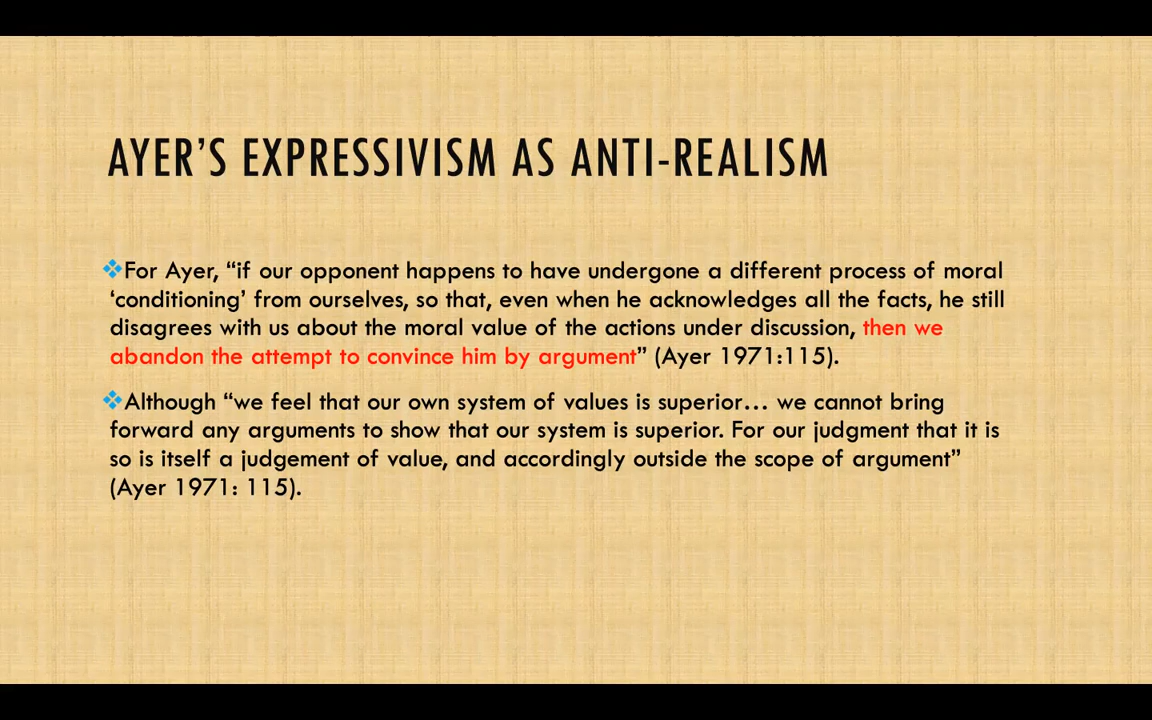 AYER’S EXPRESSIVISM AS ANTI-REALISM
❖For Ayer, “if our opponent happens to have undergone a different process of moral
‘conditioning’ from ourselves, so that, even when he acknowledges all the facts, he still
disagrees with us about the moral value of the actions under discussion, then we
abandon the attempt to convince him by argument” (Ayer 1971:115).
❖Although “we feel that our own system of values is superior… we cannot bring
forward any arguments to show that our system is superior. For our judgment that it is
so is itself a judgement of value, and accordingly outside the scope of argument”
(Ayer 1971: 115).